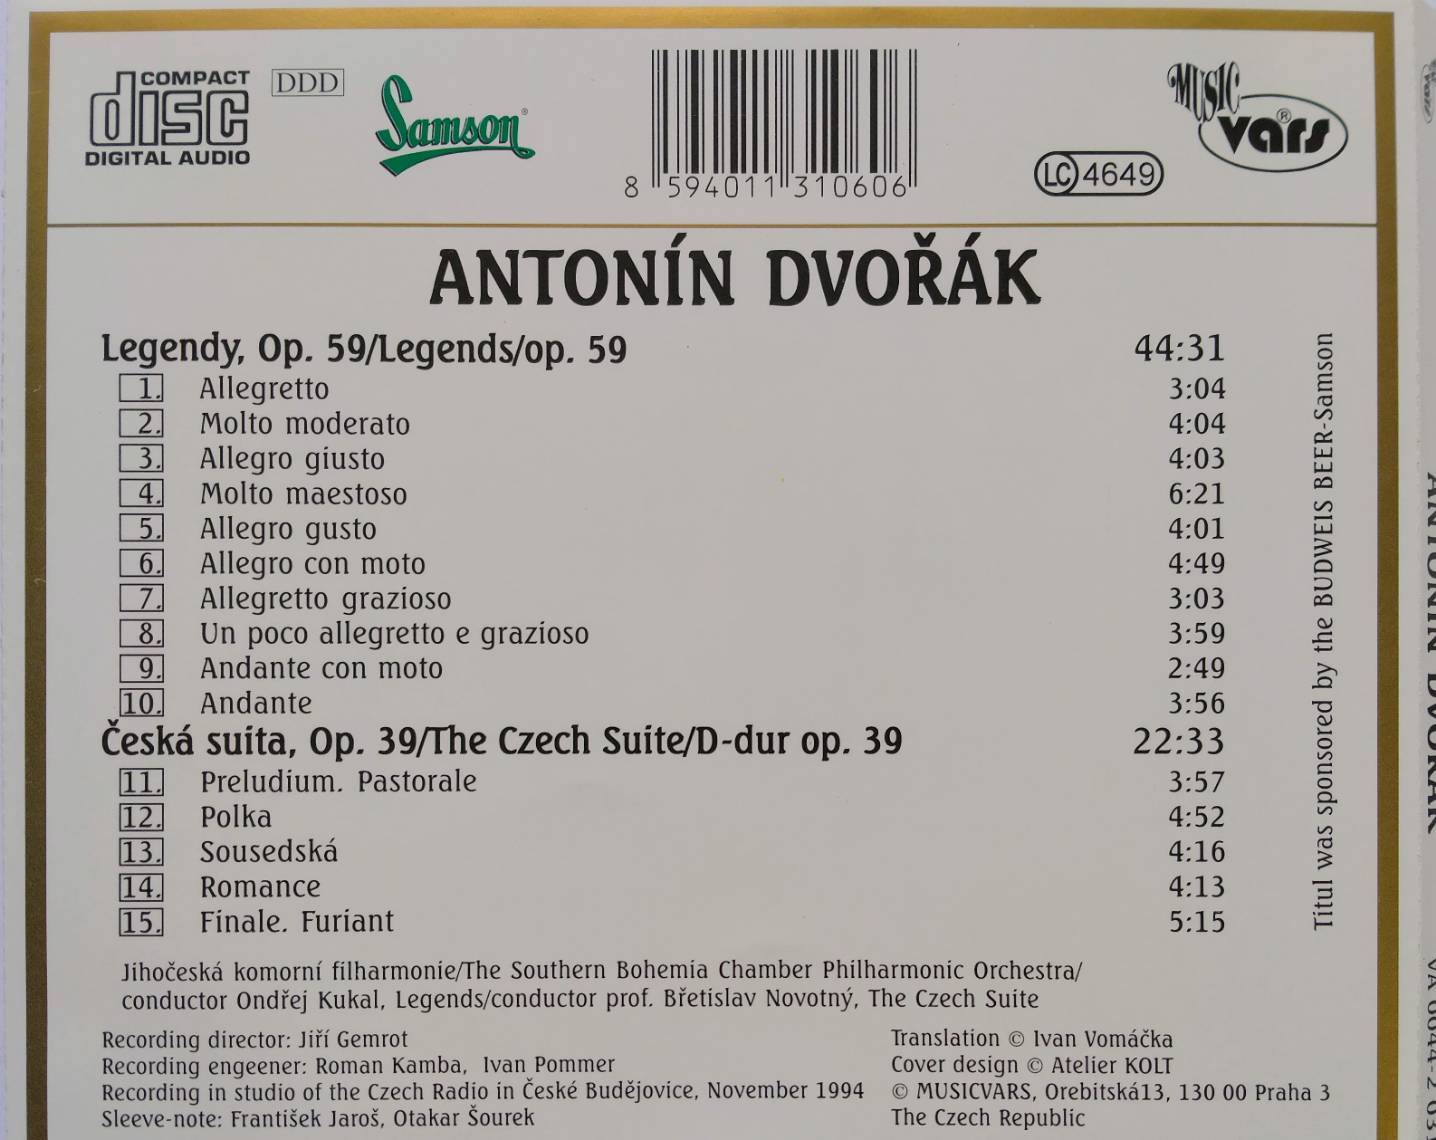 COMPACT
disc
DIGITAL AUDIO
DDD
Samson®
8 594011 310606
LC 4649
MUSIC
vars®
ANTONÍN DVOŘÁK
Legendy, Op. 59/Legends/op. 59 44:31
1. Allegretto 3:04
2. Molto moderato 4:04
3. Allegro giusto 4:03
4. Molto maestoso 6:21
5. Allegro gusto 4:01
6. Allegro con moto 4:49
7. Allegretto grazioso 3:03
8. Un poco allegretto e grazioso 3:59
9. Andante con moto 2:49
10. Andante 3:56
Česká suita, Op. 39/The Czech Suite/D-dur op. 39 22:33
11. Preludium. Pastorale 3:57
12. Polka 4:52
13. Sousedská 4:16
14. Romance 4:13
15. Finale. Furiant 5:15
Jihočeská komorní filharmonie/The Southern Bohemia Chamber Philharmonic Orchestra/
conductor Ondřej Kukal, Legends/conductor prof. Břetislav Novotný, The Czech Suite
Recording director: Jiří Gemrot
Recording engeener: Roman Kamba, Ivan Pommer
Recording in studio of the Czech Radio in České Budějovice, November 1994
Sleeve-note: František Jaroš, Otakar Šourek
Translation © Ivan Vomáčka
Cover design © Atelier KOLT
© MUSICVARS, Orebitská13, 130 00 Praha 3
The Czech Republic
Titul was sponsored by the BUDWEIS BEER-Samson
ANTONÍN DVOŘÁK
VA 0044-2